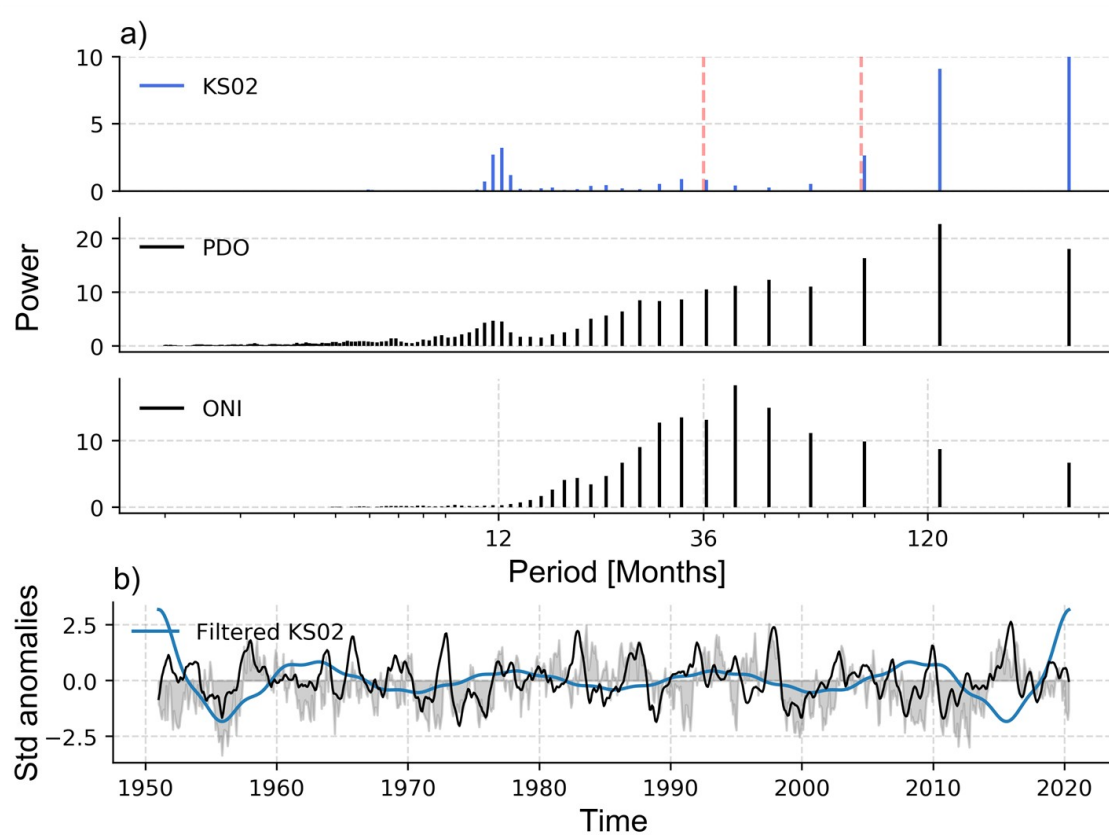 a)
10
KS02
5
0
20
PDO
10
0
Power
ONI
10
0
12
36
120
Period [Months]
b)
2.5
Filtered KS02
0.0
−2.5
Std anomalies
1950
1960
1970
1980
1990
2000
2010
2020
Time